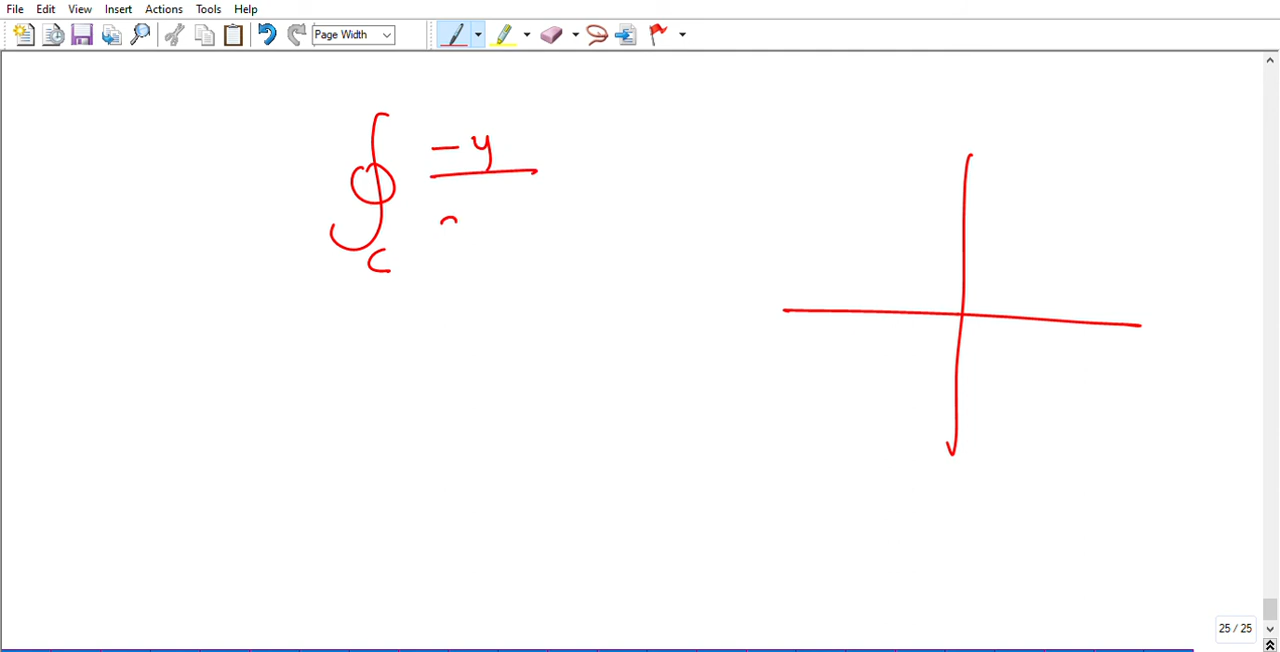 File Edit View Insert Actions Tools Help
Page Width
∮ -y
C
25 / 25